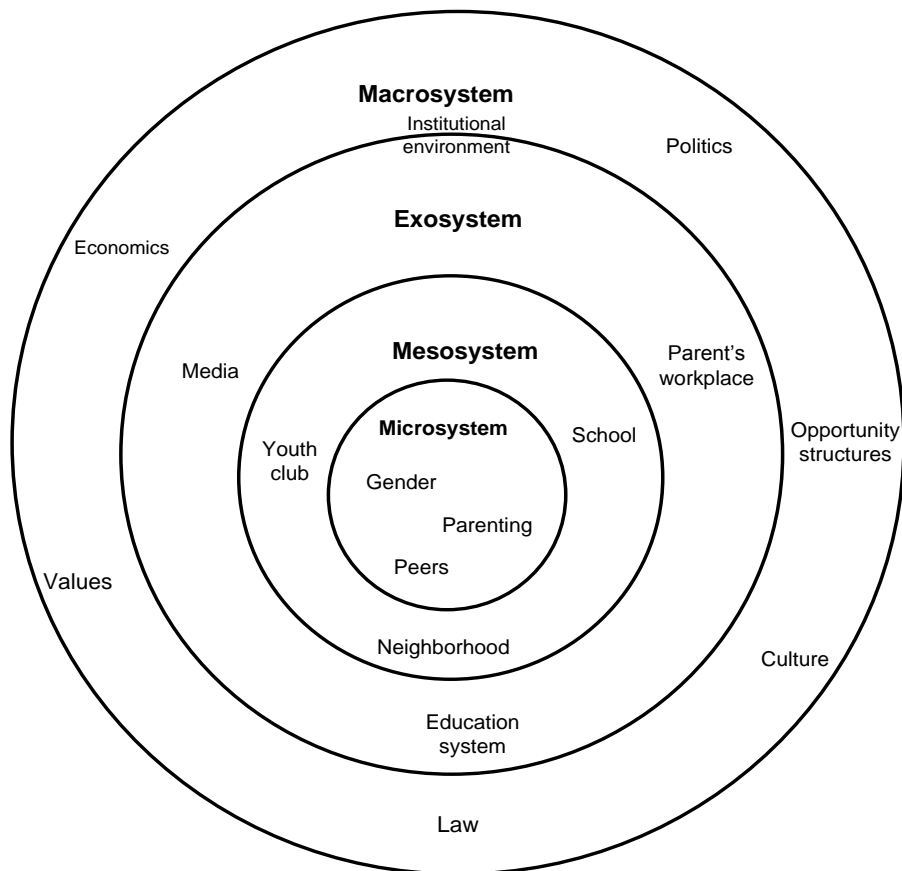 Macrosystem
Institutional
environment
Politics
Exosystem
Economics
Mesosystem
Parent's
workplace
Media
Microsystem
School
Opportunity
structures
Youth
club
Gender
Parenting
Peers
Values
Neighborhood
Culture
Education
system
Law